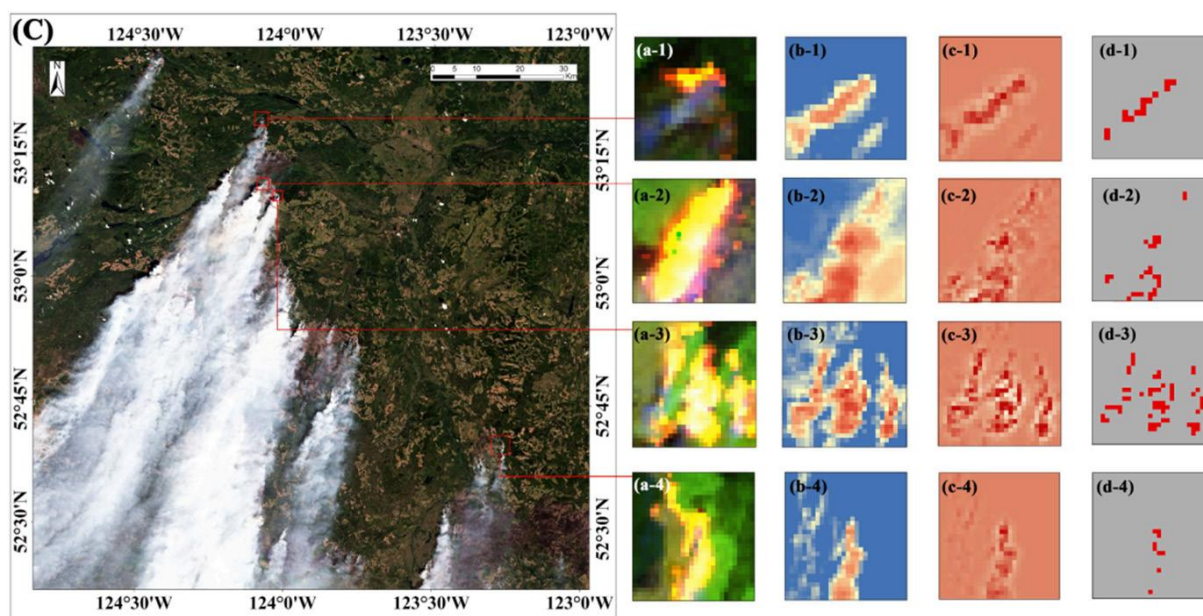 (C)
124°30'W 124°0'W 123°30'W 123°0'W
N
0 5 10 20 30
Km
53°15'N
53°0'N
52°45'N
52°30'N
53°15'N
53°0'N
52°45'N
52°30'N
124°30'W 124°0'W 123°30'W 123°0'W
(a-1) (b-1) (c-1) (d-1)
(a-2) (b-2) (c-2) (d-2)
(a-3) (b-3) (c-3) (d-3)
(a-4) (b-4) (c-4) (d-4)